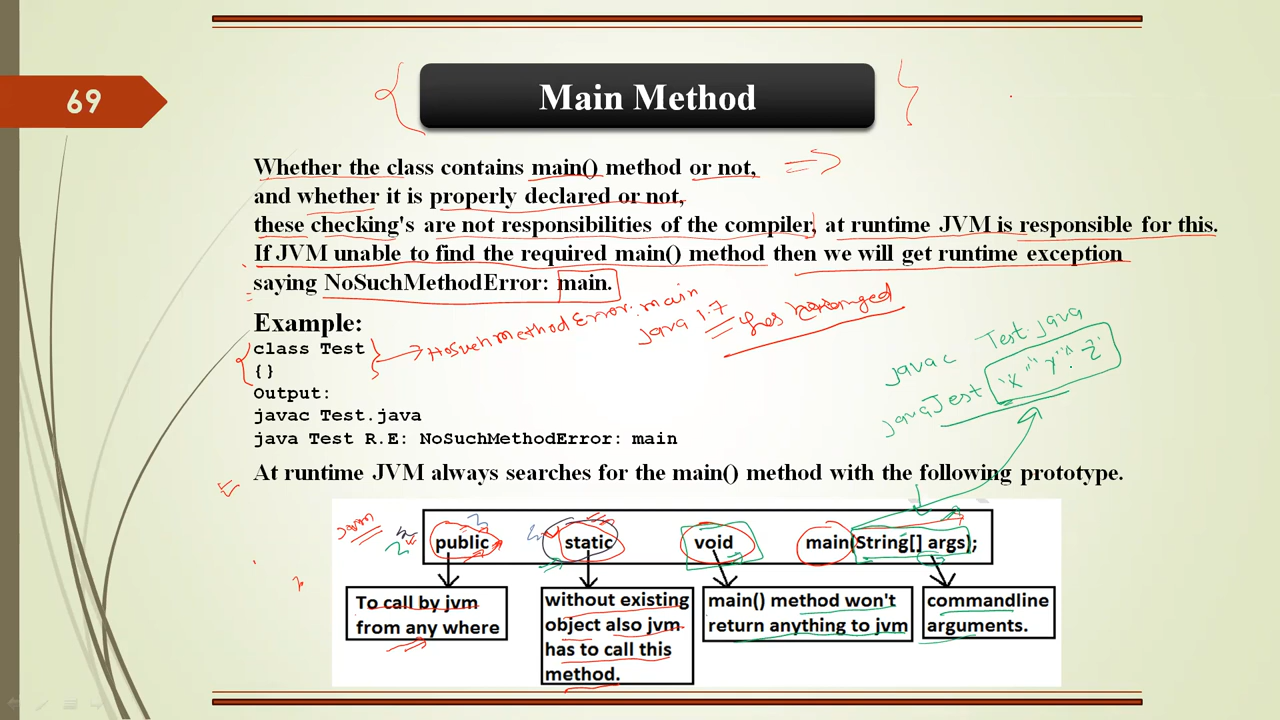 69
Main Method
Whether the class contains main() method or not,
and whether it is properly declared or not,
these checking's are not responsibilities of the compiler, at runtime JVM is responsible for this.
If JVM unable to find the required main() method then we will get runtime exception
saying NoSuchMethodError: main.
NosuchmethodError:main
java 1.7
Example:
class Test
{}
Output:
javac Test.java
java Test R.E: NoSuchMethodError: main
javac Test.java
java Test "X" "Y" "Z"
At runtime JVM always searches for the main() method with the following prototype.
public static void main(String[] args);
To call by jvm
from any where
without existing
object also jvm
has to call this
method.
main() method won't
return anything to jvm
commandline
arguments.